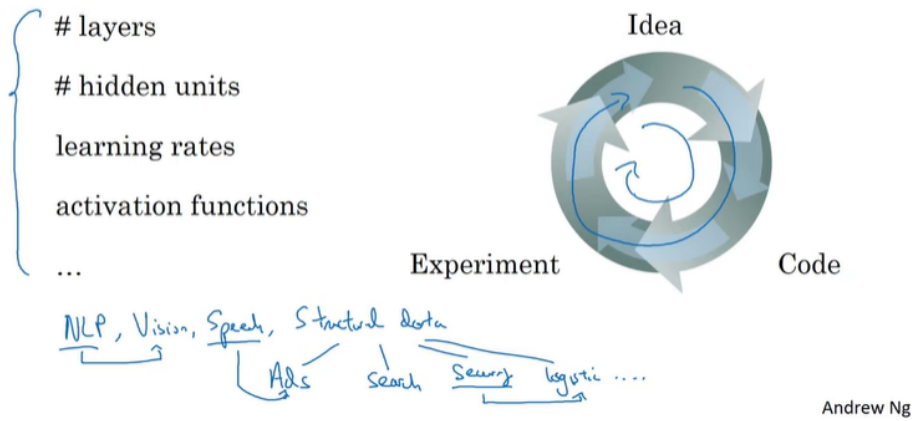 # layers
# hidden units
learning rates
activation functions
...
Idea
Experiment
Code
NLP, Vision, Speech, Structural data
Ads Search Security logistic ....
Andrew Ng